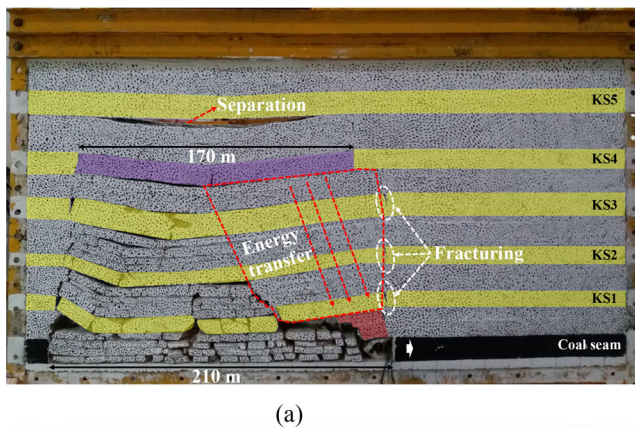 Separation
KS5
170 m
KS4
KS3
Energy
transfer
Fracturing
KS2
KS1
Coal seam
210 m
(a)